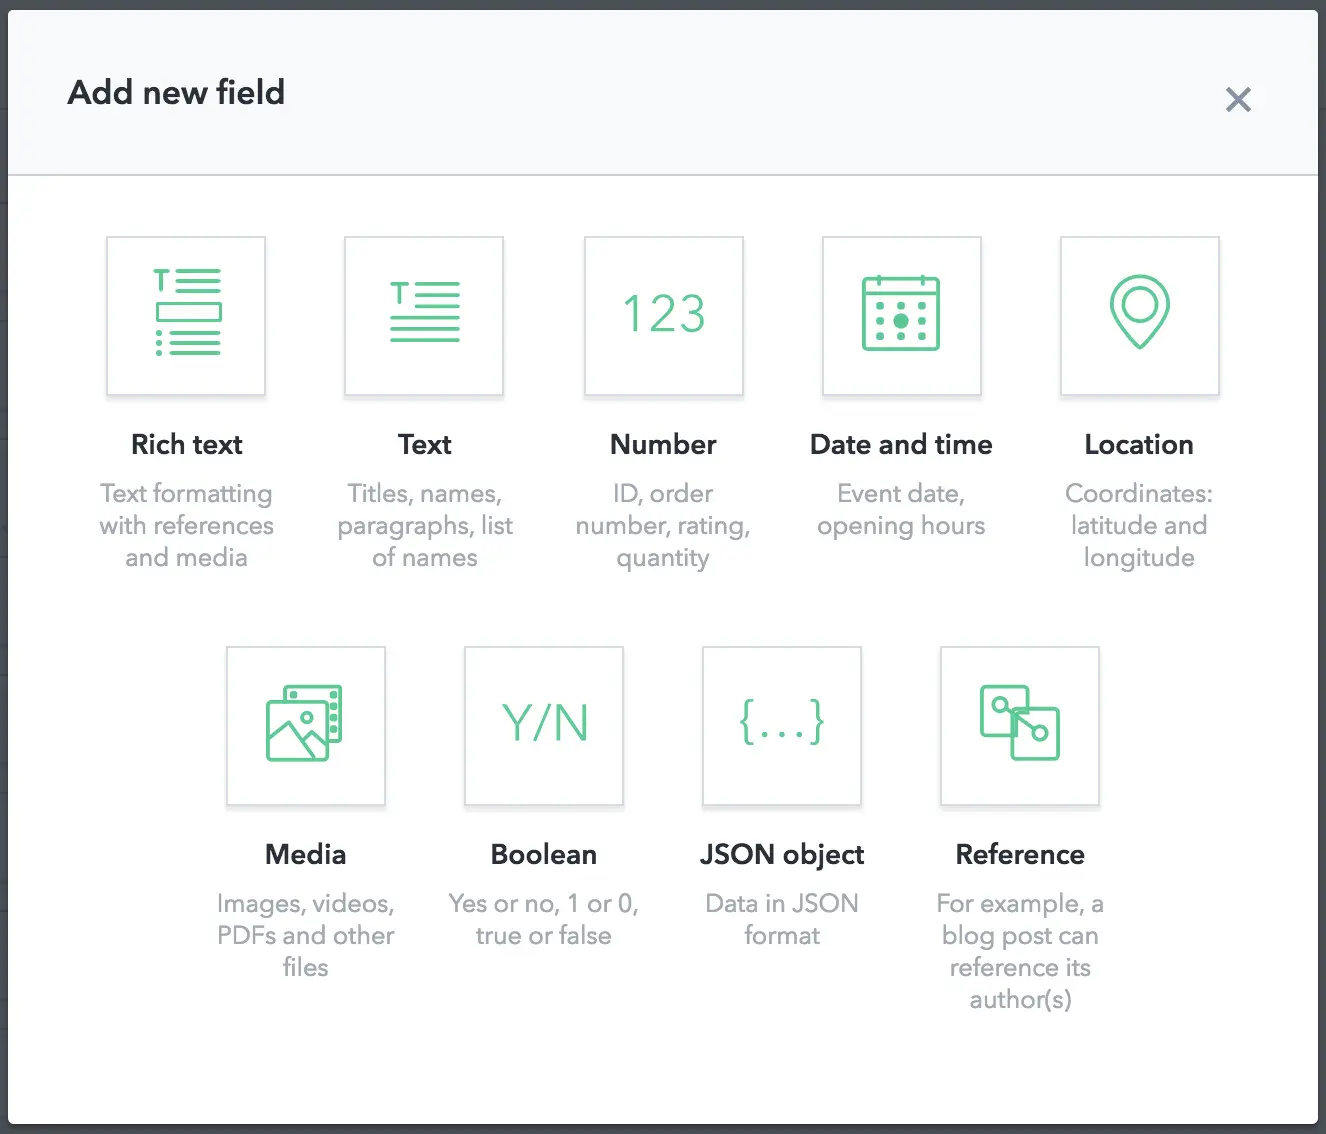 Add new field
123
Rich text
Text formatting
with references
and media
Text
Titles, names,
paragraphs, list
of names
Number
ID, order
number, rating,
quantity
Date and time
Event date,
opening hours
Location
Coordinates:
latitude and
longitude
Y/N
{...}
Media
Images, videos,
PDFs and other
files
Boolean
Yes or no, 1 or 0,
true or false
JSON object
Data in JSON
format
Reference
For example, a
blog post can
reference its
author(s)